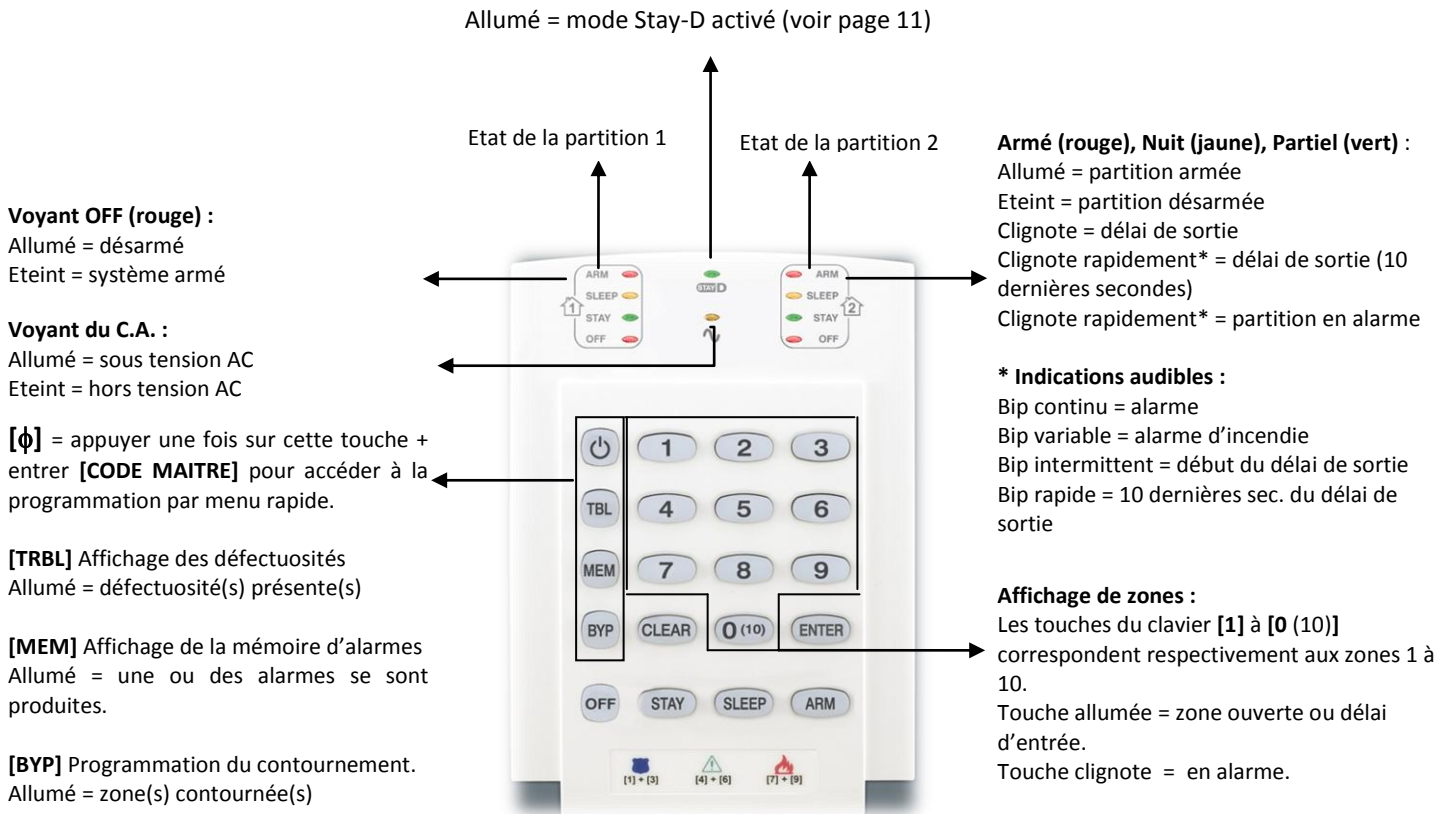 Allumé = mode Stay-D activé (voir page 11)
Etat de la partition 1
Etat de la partition 2
Voyant OFF (rouge) :
Allumé = désarmé
Eteint = système armé
Voyant du C.A. :
Allumé = sous tension AC
Eteint = hors tension AC
[ϕ] = appuyer une fois sur cette touche +
entrer [CODE MAITRE] pour accéder à la
programmation par menu rapide.
[TRBL] Affichage des défectuosités
Allumé = défectuosité(s) présente(s)
[MEM] Affichage de la mémoire d'alarmes
Allumé = une ou des alarmes se sont
produites.
[BYP] Programmation du contournement.
Allumé = zone(s) contournée(s)
ARM
SLEEP
1
STAY
OFF
STAY D
ARM
SLEEP
2
STAY
OFF
1 2 3
TBL 4 5 6
MEM 7 8 9
BYP CLEAR 0 (10) ENTER
OFF STAY SLEEP ARM
[1] + [3] [4] + [6] [7] + [9]
Armé (rouge), Nuit (jaune), Partiel (vert) :
Allumé = partition armée
Eteint = partition désarmée
Clignote = délai de sortie
Clignote rapidement* = délai de sortie (10
dernières secondes)
Clignote rapidement* = partition en alarme
* Indications audibles :
Bip continu = alarme
Bip variable = alarme d'incendie
Bip intermittent = début du délai de sortie
Bip rapide = 10 dernières sec. du délai de
sortie
Affichage de zones :
Les touches du clavier [1] à [0 (10)]
correspondent respectivement aux zones 1 à
10.
Touche allumée = zone ouverte ou délai
d'entrée.
Touche clignote = en alarme.